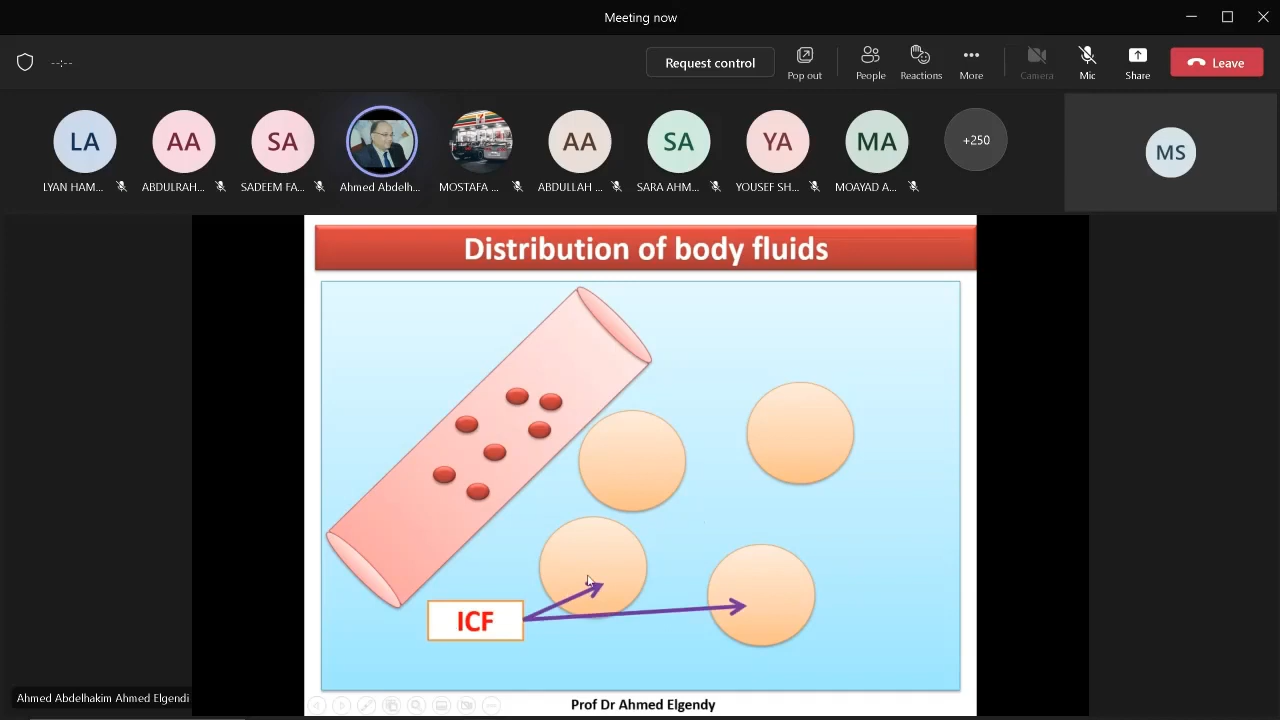 Meeting now
--:--
Request control
Pop out
People
Reactions
More
Camera
Mic
Share
Leave
LA
AA
SA
AA
SA
YA
MA
+250
MS
LYAN HAM...
ABDULRAH...
SADEEM FA...
Ahmed Abdelh...
MOSTAFA ...
ABDULLAH ...
SARA AHM...
YOUSEF SH...
MOAYAD A...
Distribution of body fluids
ICF
Ahmed Abdelhakim Ahmed Elgendi
Prof Dr Ahmed Elgendy